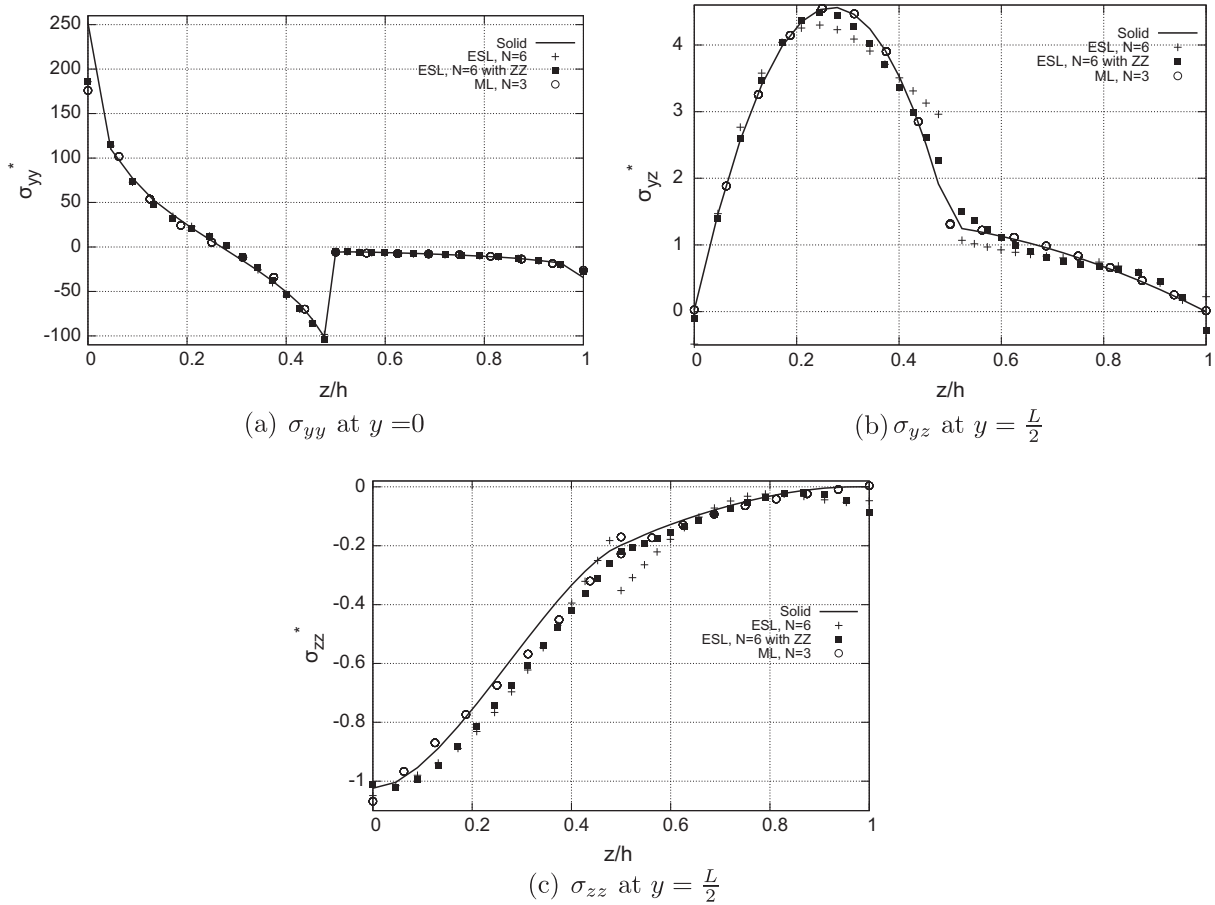 250
200
150
100
50
0
-50
-100
σyy*
0
0.2
0.4
0.6
0.8
1
z/h
Solid
ESL, N=6
ESL, N=6 with ZZ
ML, N=3
(a) σyy at y =0
4
3
2
1
0
σyz*
0
0.2
0.4
0.6
0.8
1
z/h
Solid
ESL, N=6
ESL, N=6 with ZZ
ML, N=3
(b) σyz at y = L/2
0
-0.2
-0.4
-0.6
-0.8
-1
σzz*
0
0.2
0.4
0.6
0.8
1
z/h
Solid
ESL, N=6
ESL, N=6 with ZZ
ML, N=3
(c) σzz at y = L/2